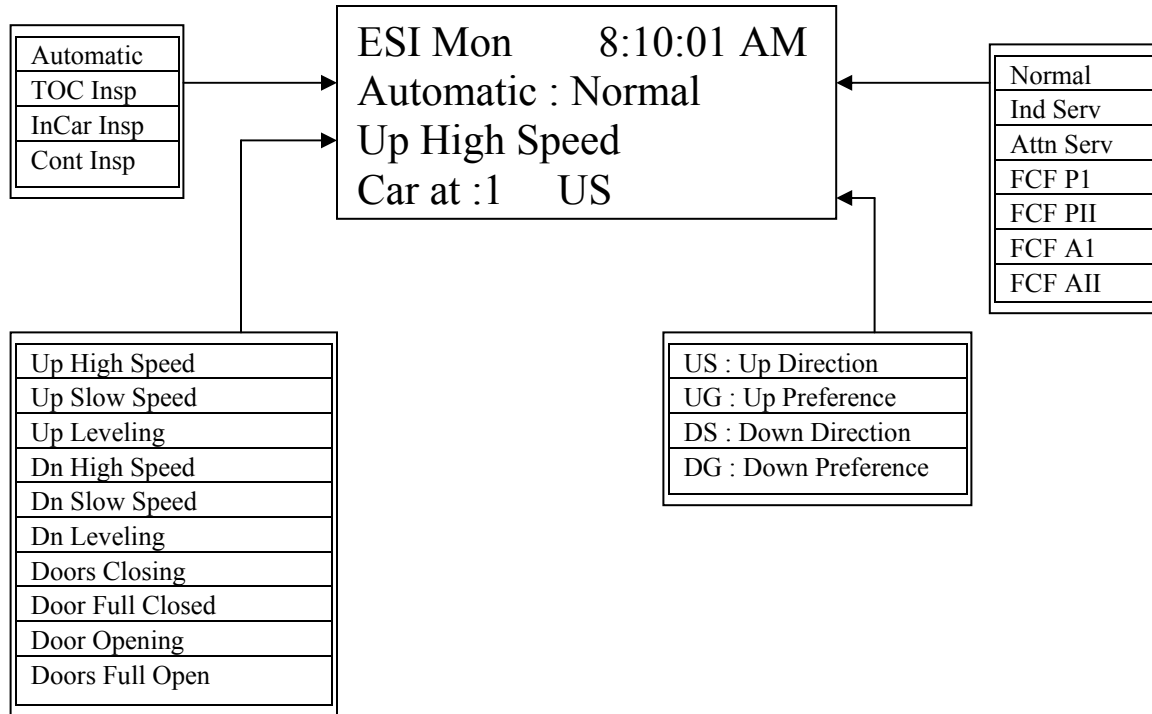 Automatic
TOC Insp
InCar Insp
Cont Insp
ESI Mon 8:10:01 AM
Automatic : Normal
Up High Speed
Car at :1 US
Normal
Ind Serv
Attn Serv
FCF P1
FCF PII
FCF A1
FCF AII
Up High Speed
Up Slow Speed
Up Leveling
Dn High Speed
Dn Slow Speed
Dn Leveling
Doors Closing
Door Full Closed
Door Opening
Doors Full Open
US : Up Direction
UG : Up Preference
DS : Down Direction
DG : Down Preference